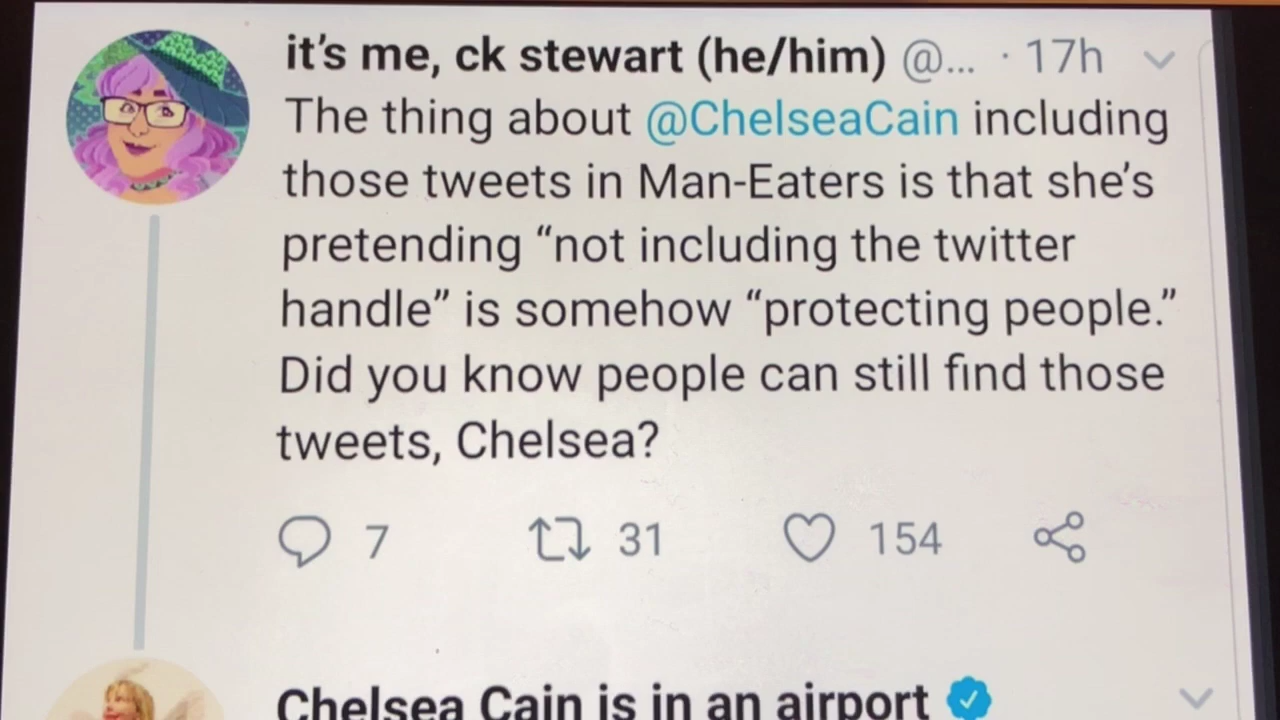 it’s me, ck stewart (he/him) @... · 17h
The thing about @ChelseaCain including
those tweets in Man-Eaters is that she’s
pretending “not including the twitter
handle” is somehow “protecting people.”
Did you know people can still find those
tweets, Chelsea?
7 31 154
Chelsea Cain is in an airport